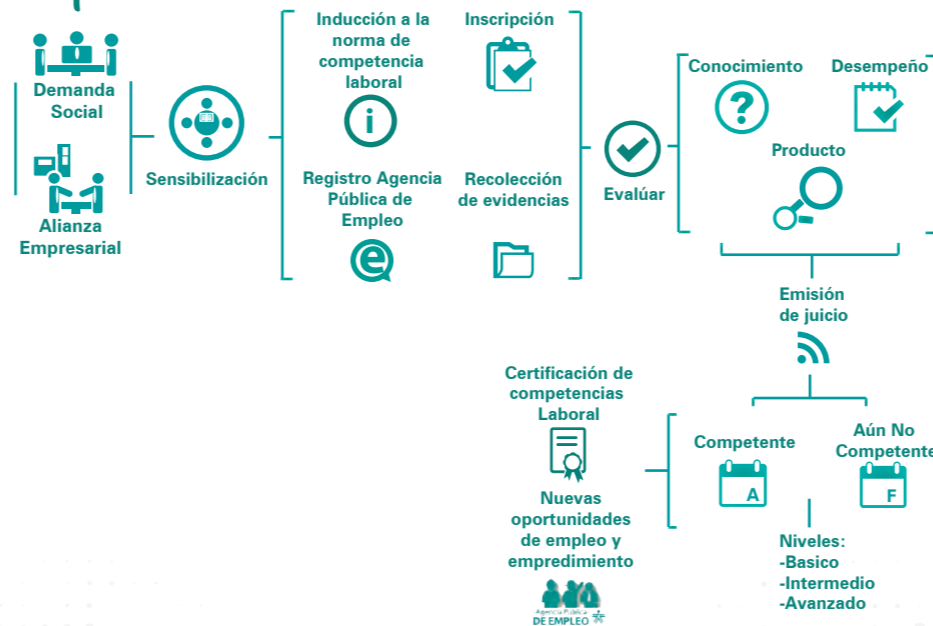 Demanda
Social
Alianza
Empresarial
Sensibilización
Inducción a la
norma de
competencia
laboral
i
Inscripción
Registro Agencia
Pública de
Empleo
e
Recolección
de evidencias
Evalúar
Conocimiento
?
Desempeño
Producto
Emisión
de juicio
Competente
A
Aún No
Competente
F
Niveles:
-Basico
-Intermedio
-Avanzado
Certificación de
competencias
Laboral
Nuevas
oportunidades
de empleo y
empredimiento
Agencia Pública
DE EMPLEO